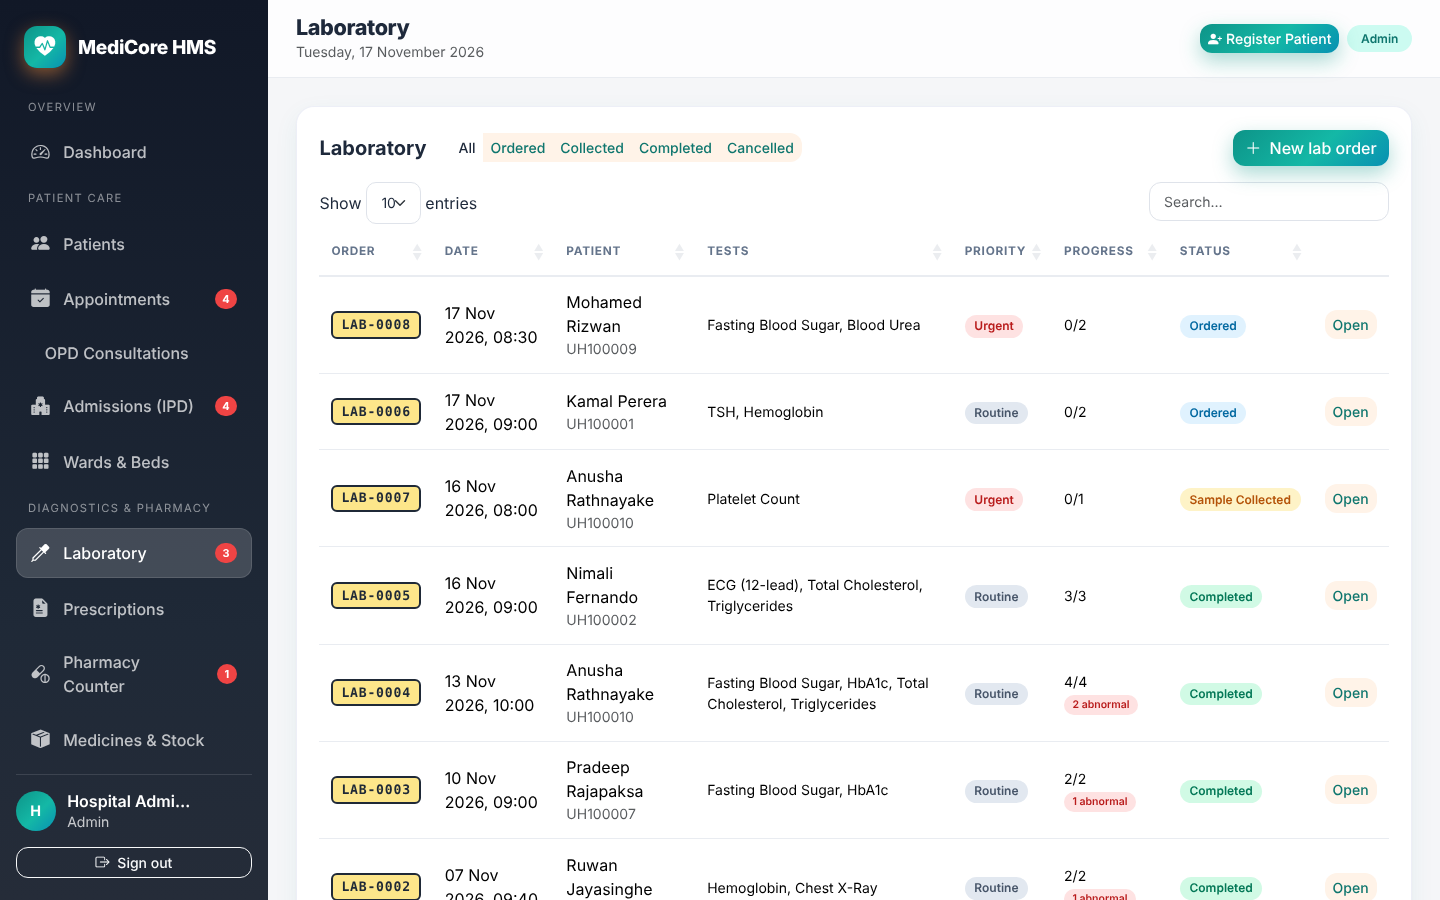 MediCore HMS
OVERVIEW
Dashboard
PATIENT CARE
Patients
Appointments 4
OPD Consultations
Admissions (IPD) 4
Wards & Beds
DIAGNOSTICS & PHARMACY
Laboratory 3
Prescriptions
Pharmacy
Counter 1
Medicines & Stock
H
Hospital Admi...
Admin
Sign out
Laboratory
Tuesday, 17 November 2026
Register Patient
Admin
Laboratory
All Ordered Collected Completed Cancelled
New lab order
Show 10 entries
Search...
ORDER DATE PATIENT TESTS PRIORITY PROGRESS STATUS
LAB-0008
17 Nov
2026, 08:30
Mohamed
Rizwan
UH100009
Fasting Blood Sugar, Blood Urea
Urgent
0/2
Ordered
Open
LAB-0006
17 Nov
2026, 09:00
Kamal Perera
UH100001
TSH, Hemoglobin
Routine
0/2
Ordered
Open
LAB-0007
16 Nov
2026, 08:00
Anusha
Rathnayake
UH100010
Platelet Count
Urgent
0/1
Sample Collected
Open
LAB-0005
16 Nov
2026, 09:00
Nimali
Fernando
UH100002
ECG (12-lead), Total Cholesterol,
Triglycerides
Routine
3/3
Completed
Open
LAB-0004
13 Nov
2026, 10:00
Anusha
Rathnayake
UH100010
Fasting Blood Sugar, HbA1c, Total
Cholesterol, Triglycerides
Routine
4/4
2 abnormal
Completed
Open
LAB-0003
10 Nov
2026, 09:00
Pradeep
Rajapaksa
UH100007
Fasting Blood Sugar, HbA1c
Routine
2/2
1 abnormal
Completed
Open
LAB-0002
07 Nov
2026, 09:40
Ruwan
Jayasinghe
Hemoglobin, Chest X-Ray
Routine
2/2
1 abnormal
Completed
Open